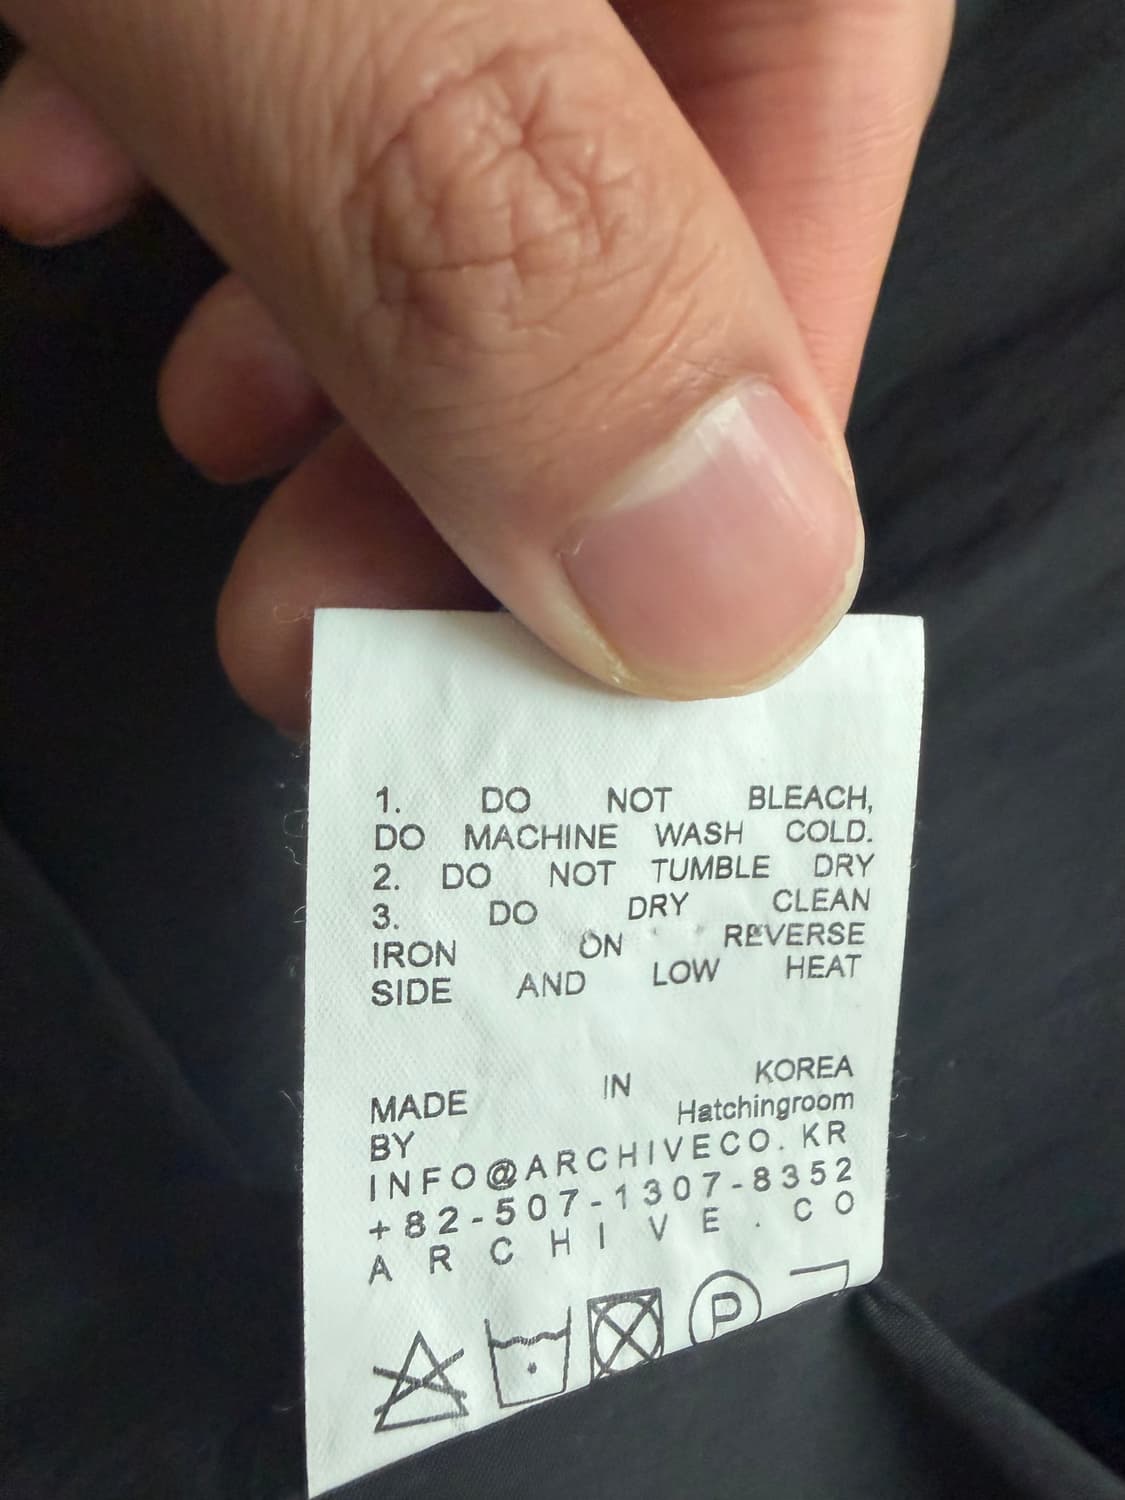 1. DO NOT BLEACH,
DO MACHINE WASH COLD.
2. DO NOT TUMBLE DRY
3. DO DRY CLEAN
IRON ON REVERSE
SIDE AND LOW HEAT
MADE IN KOREA
BY Hatchingroom
INFO@ARCHIVECO.KR
+82-507-1307-8352
ARCHIVE.CO
P